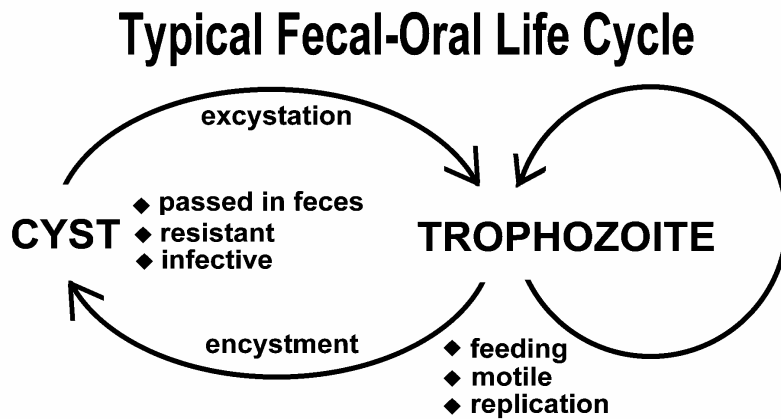 Typical Fecal-Oral Life Cycle
excystation
CYST
◆ passed in feces
◆ resistant
◆ infective
TROPHOZOITE
encystment
◆ feeding
◆ motile
◆ replication